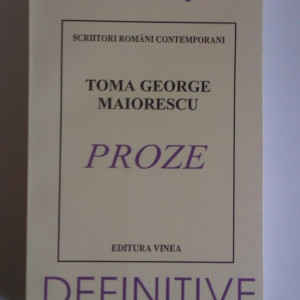 SCRIITORI ROMÂNI CONTEMPORANI
TOMA GEORGE
MAIORESCU
PROZE
EDITURA VINEA
DEFINITIVE